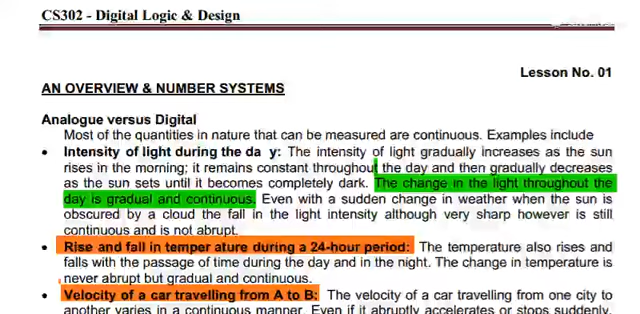 CS302 - Digital Logic & Design
Lesson No. 01
AN OVERVIEW & NUMBER SYSTEMS
Analogue versus Digital
Most of the quantities in nature that can be measured are continuous. Examples include
• Intensity of light during the da y: The intensity of light gradually increases as the sun
rises in the morning; it remains constant throughout the day and then gradually decreases
as the sun sets until it becomes completely dark. The change in the light throughout the
day is gradual and continuous. Even with a sudden change in weather when the sun is
obscured by a cloud the fall in the light intensity although very sharp however is still
continuous and is not abrupt.
• Rise and fall in temper ature during a 24-hour period: The temperature also rises and
falls with the passage of time during the day and in the night. The change in temperature is
never abrupt but gradual and continuous.
• Velocity of a car travelling from A to B: The velocity of a car travelling from one city to
another varies in a continuous manner. Even if it abruptly accelerates or stops suddenly,